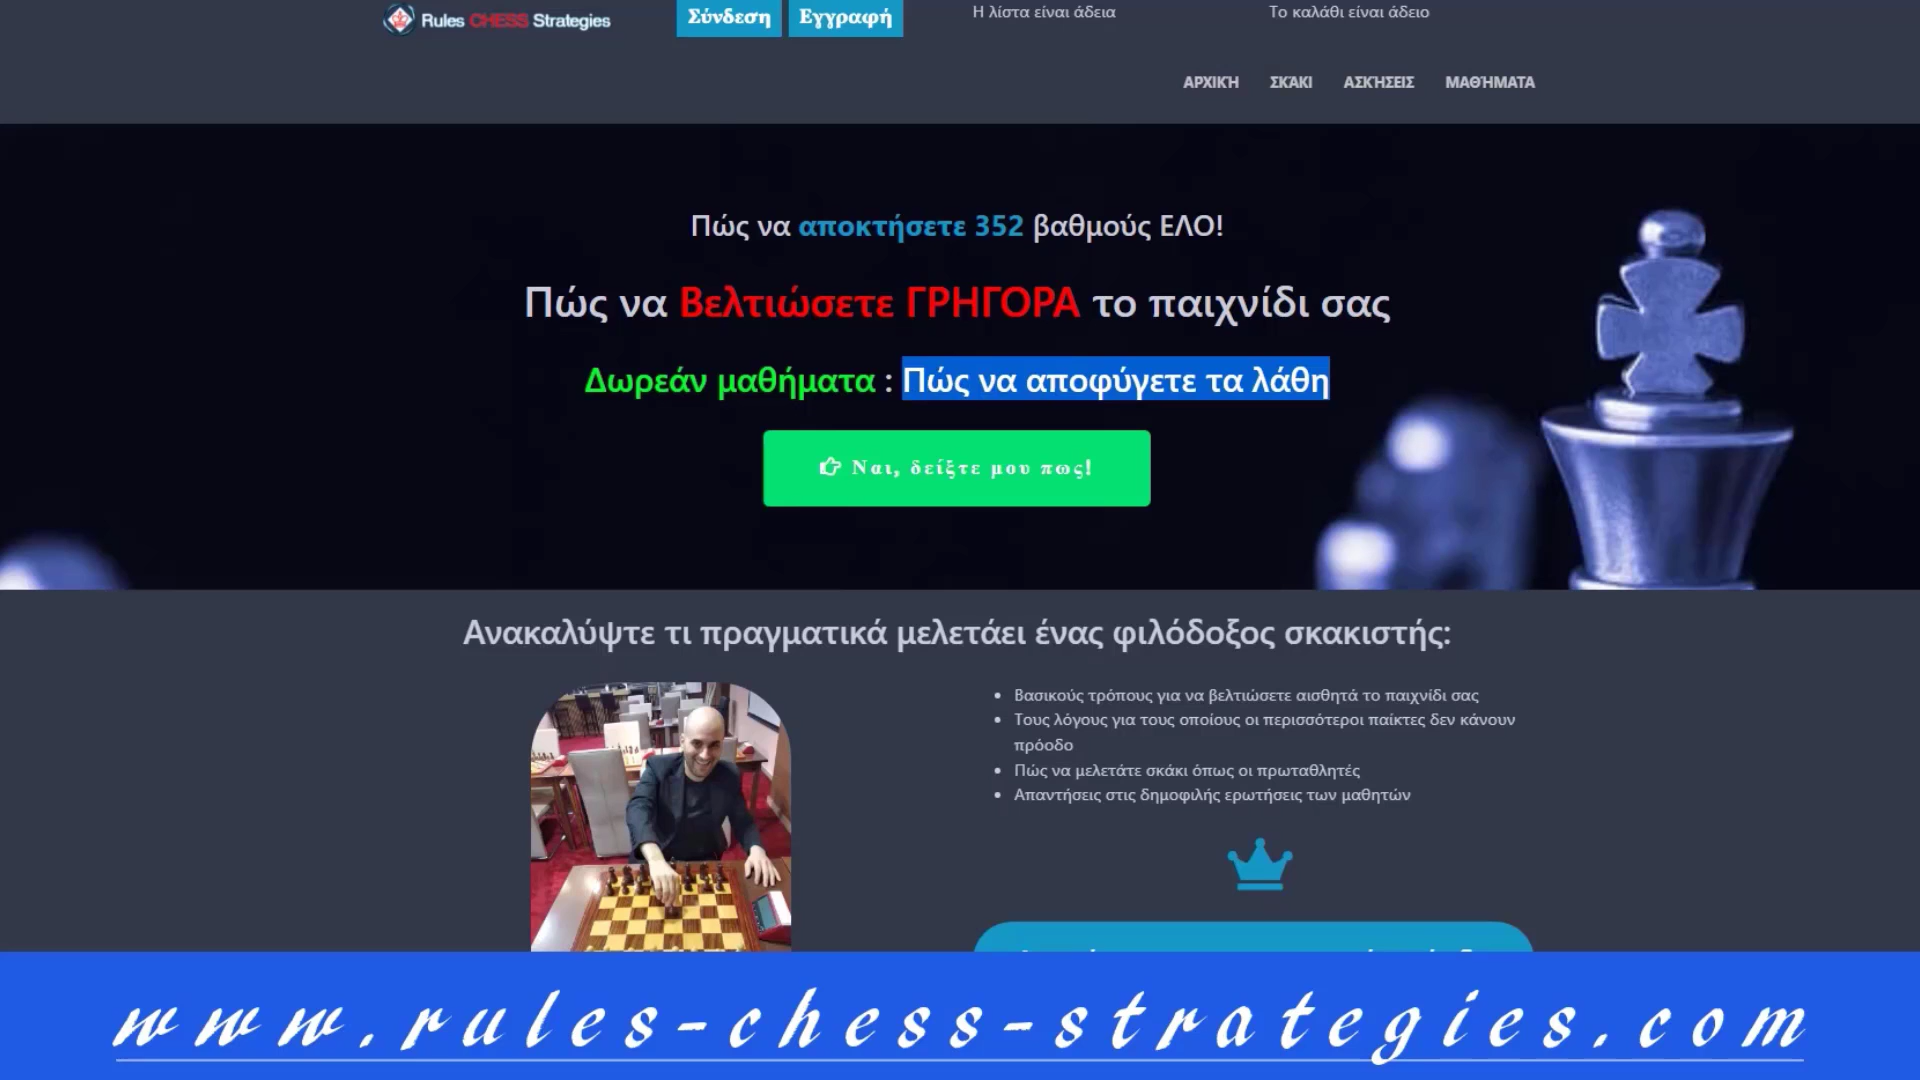 Rules CHESS Strategies
Σύνδεση Εγγραφή
Η λίστα είναι άδεια
Το καλάθι είναι άδειο
ΑΡΧΙΚΉ ΣΚΆΚΙ ΑΣΚΉΣΕΙΣ ΜΑΘΉΜΑΤΑ
Πώς να αποκτήσετε 352 βαθμούς ΕΛΟ!
Πώς να Βελτιώσετε ΓΡΗΓΟΡΑ το παιχνίδι σας
Δωρεάν μαθήματα : Πώς να αποφύγετε τα λάθη
Ναι, δείξτε μου πως!
Ανακαλύψτε τι πραγματικά μελετάει ένας φιλόδοξος σκακιστής:
Βασικούς τρόπους για να βελτιώσετε αισθητά το παιχνίδι σας
Τους λόγους για τους οποίους οι περισσότεροι παίκτες δεν κάνουν
πρόοδο
Πώς να μελετάτε σκάκι όπως οι πρωταθλητές
Απαντήσεις στις δημοφιλής ερωτήσεις των μαθητών
www.rules-chess-strategies.com